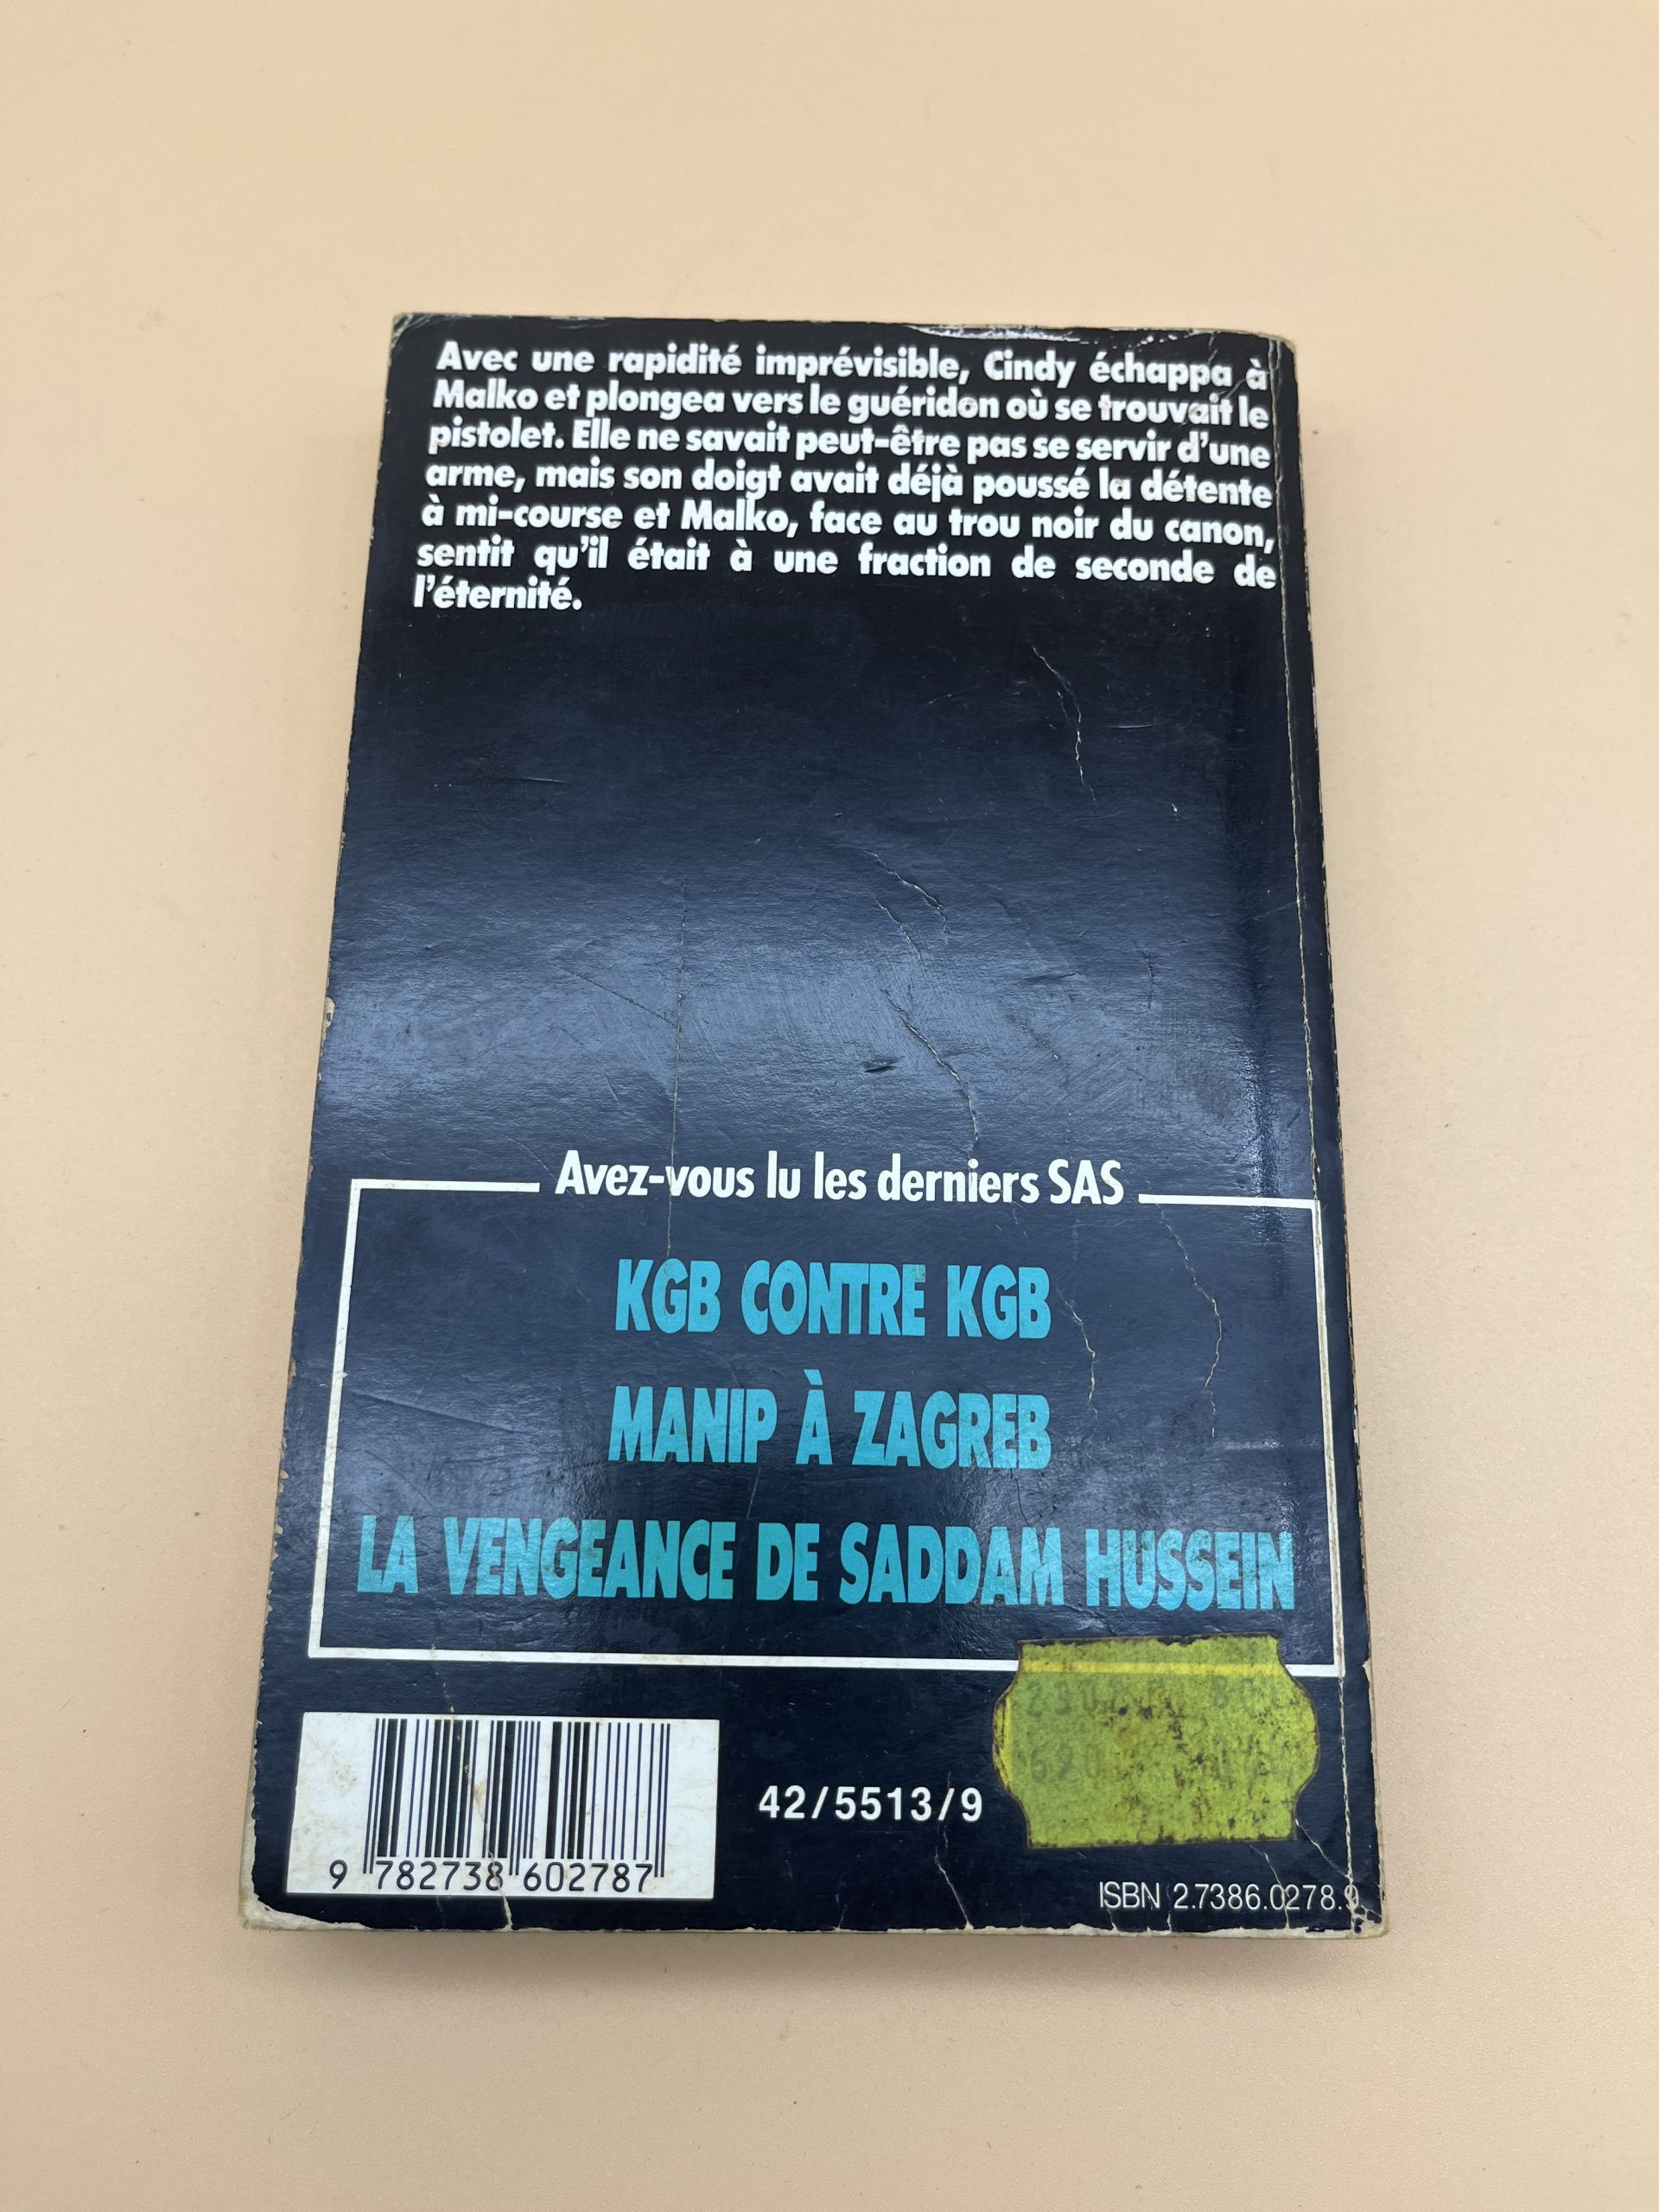 Avec une rapidité imprévisible, Cindy échappa à
Malko et plongea vers le guéridon où se trouvait le
pistolet. Elle ne savait peut-être pas se servir d'une
arme, mais son doigt avait déjà poussé la détente
à mi-course et Malko, face au trou noir du canon,
sentit qu'il était à une fraction de seconde de
l'éternité.
Avez-vous lu les derniers SAS
KGB CONTRE KGB
MANIP À ZAGREB
LA VENGEANCE DE SADDAM HUSSEIN
42/5513/9
9 782738 602787
ISBN 2.7386.0278.9